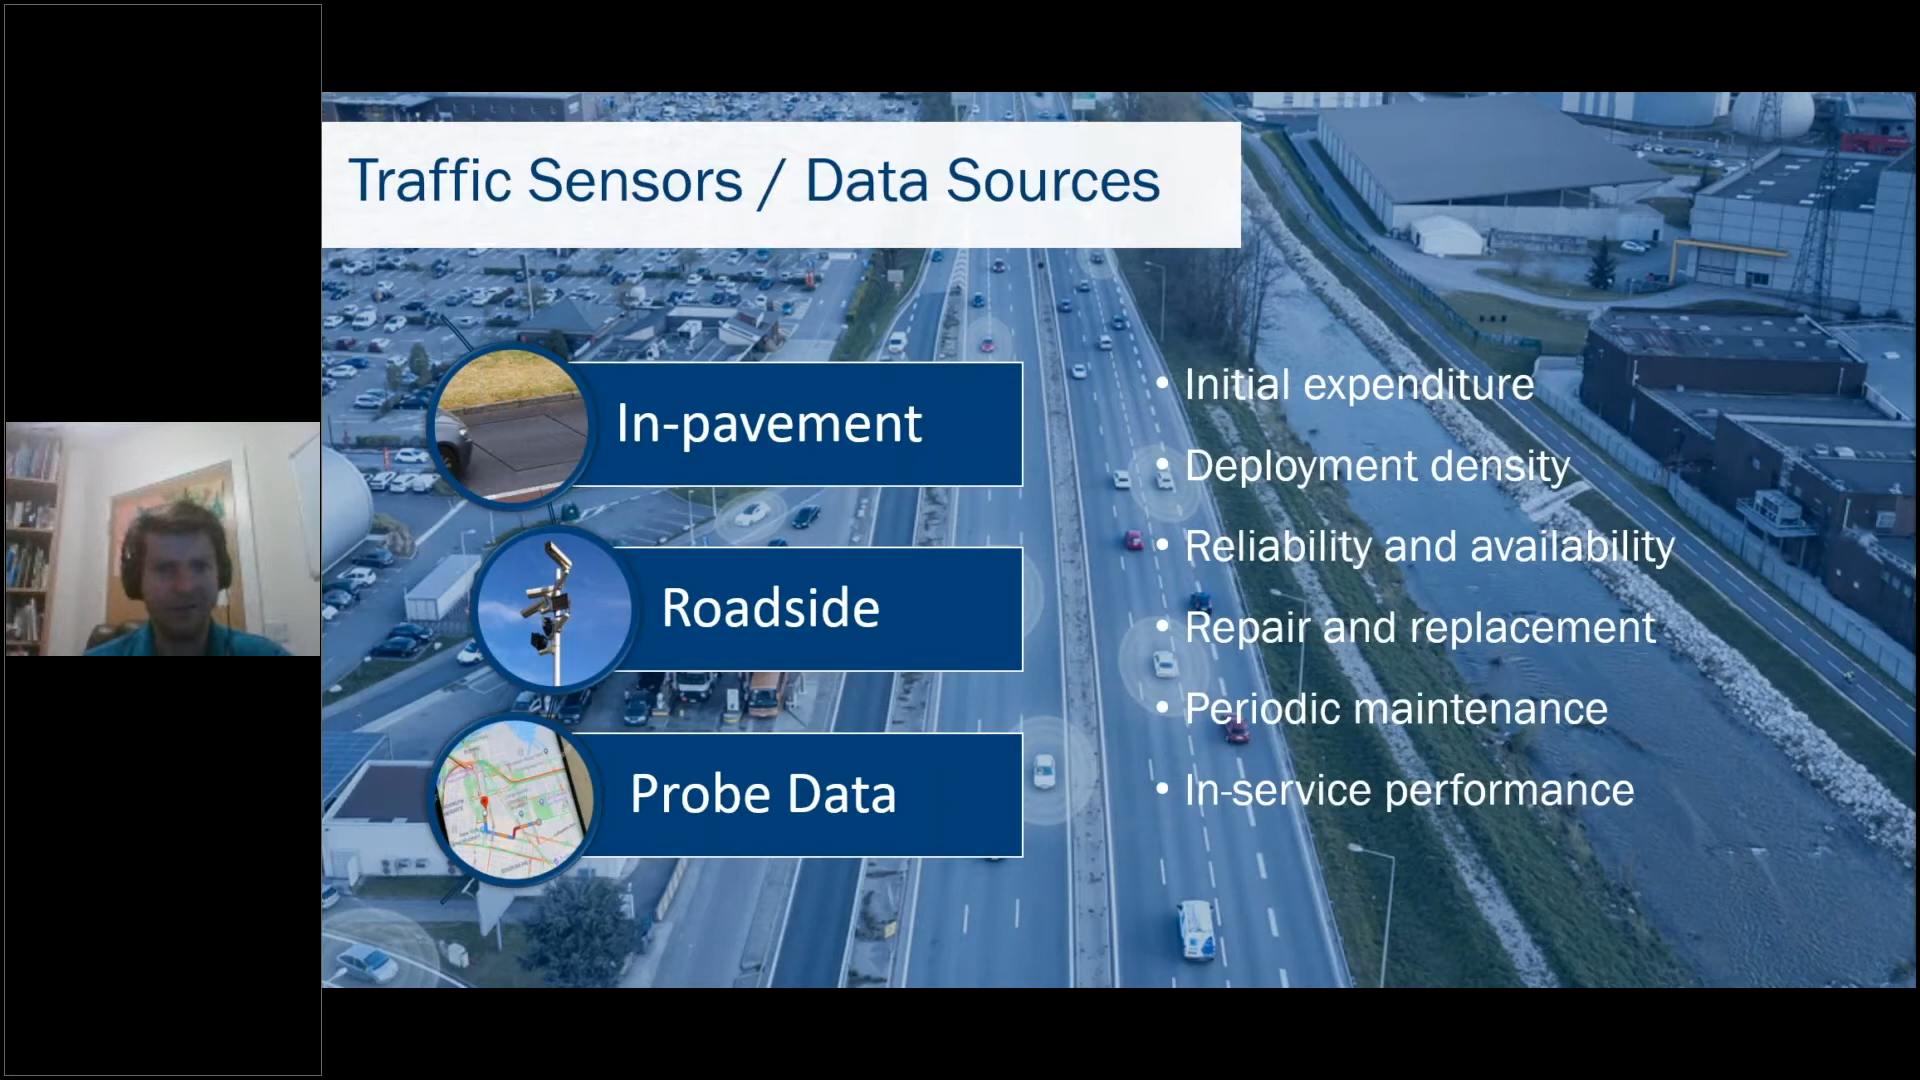 Traffic Sensors / Data Sources
In-pavement
Roadside
Probe Data
• Initial expenditure
• Deployment density
• Reliability and availability
• Repair and replacement
• Periodic maintenance
• In-service performance